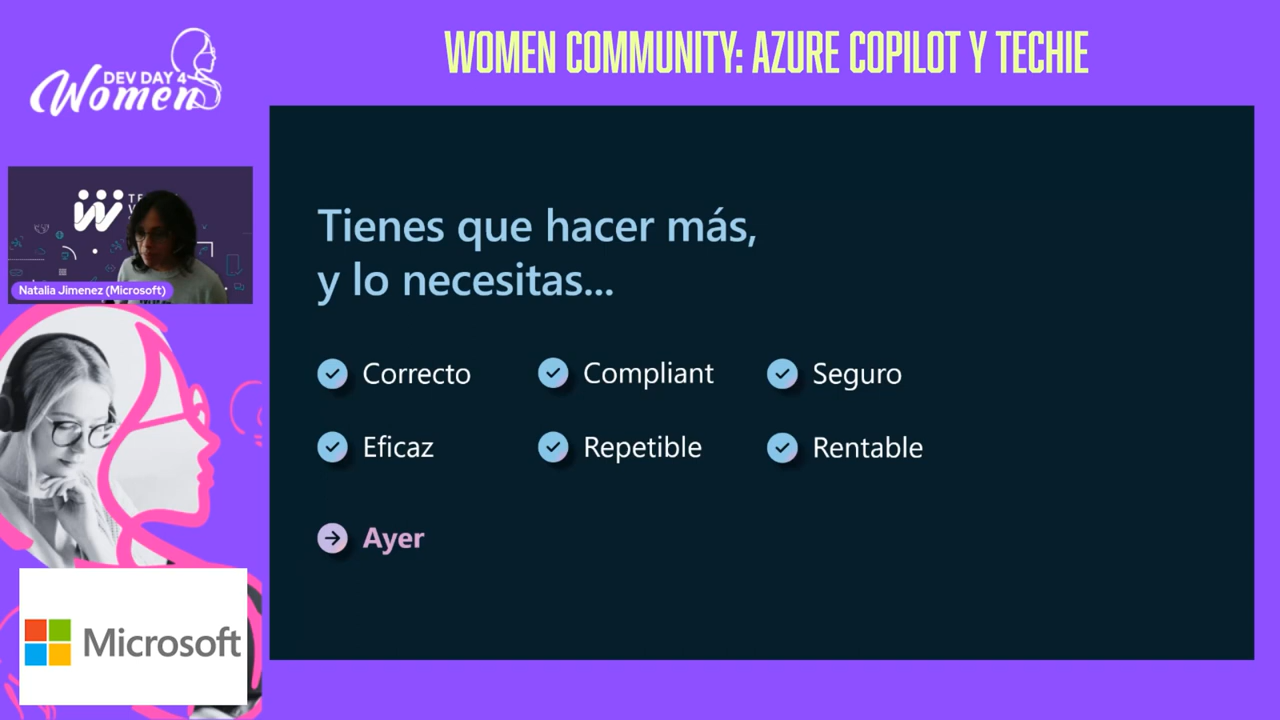 DEV DAY 4
Women
WOMEN COMMUNITY: AZURE COPILOT Y TECHIE
Natalia Jimenez (Microsoft)
Tienes que hacer más,
y lo necesitas...
Correcto
Compliant
Seguro
Eficaz
Repetible
Rentable
Ayer
Microsoft